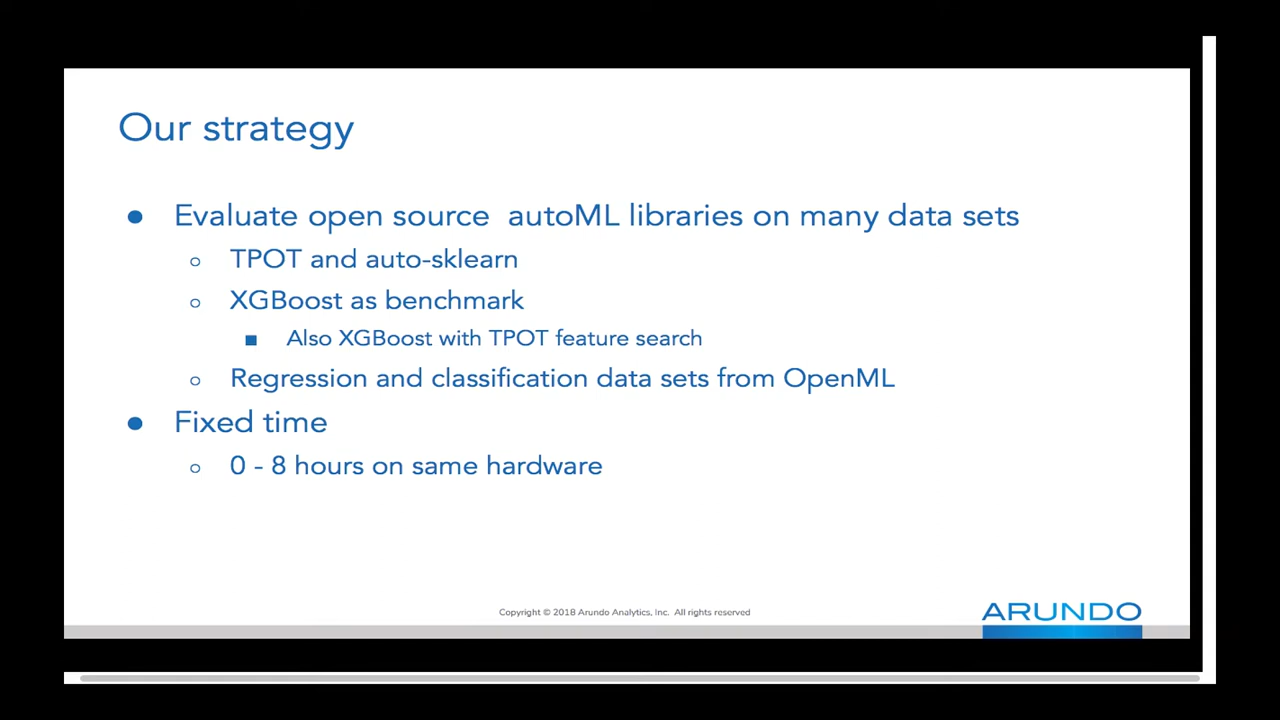 Our strategy
● Evaluate open source autoML libraries on many data sets
○ TPOT and auto-sklearn
○ XGBoost as benchmark
■ Also XGBoost with TPOT feature search
○ Regression and classification data sets from OpenML
● Fixed time
○ 0 - 8 hours on same hardware
Copyright © 2018 Arundo Analytics, Inc. All rights reserved
ARUNDO